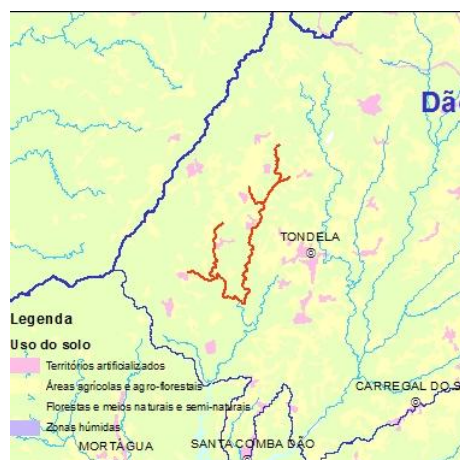 Dã
TONDELA
Legenda
Uso do solo
Territórios artificializados
Áreas agrícolas e agro-florestais
Florestas e meios naturais e semi-naturais
Zonas húmidas
CARREGAL DO S
MORTÁGUA
SANTA COMBA DÃO